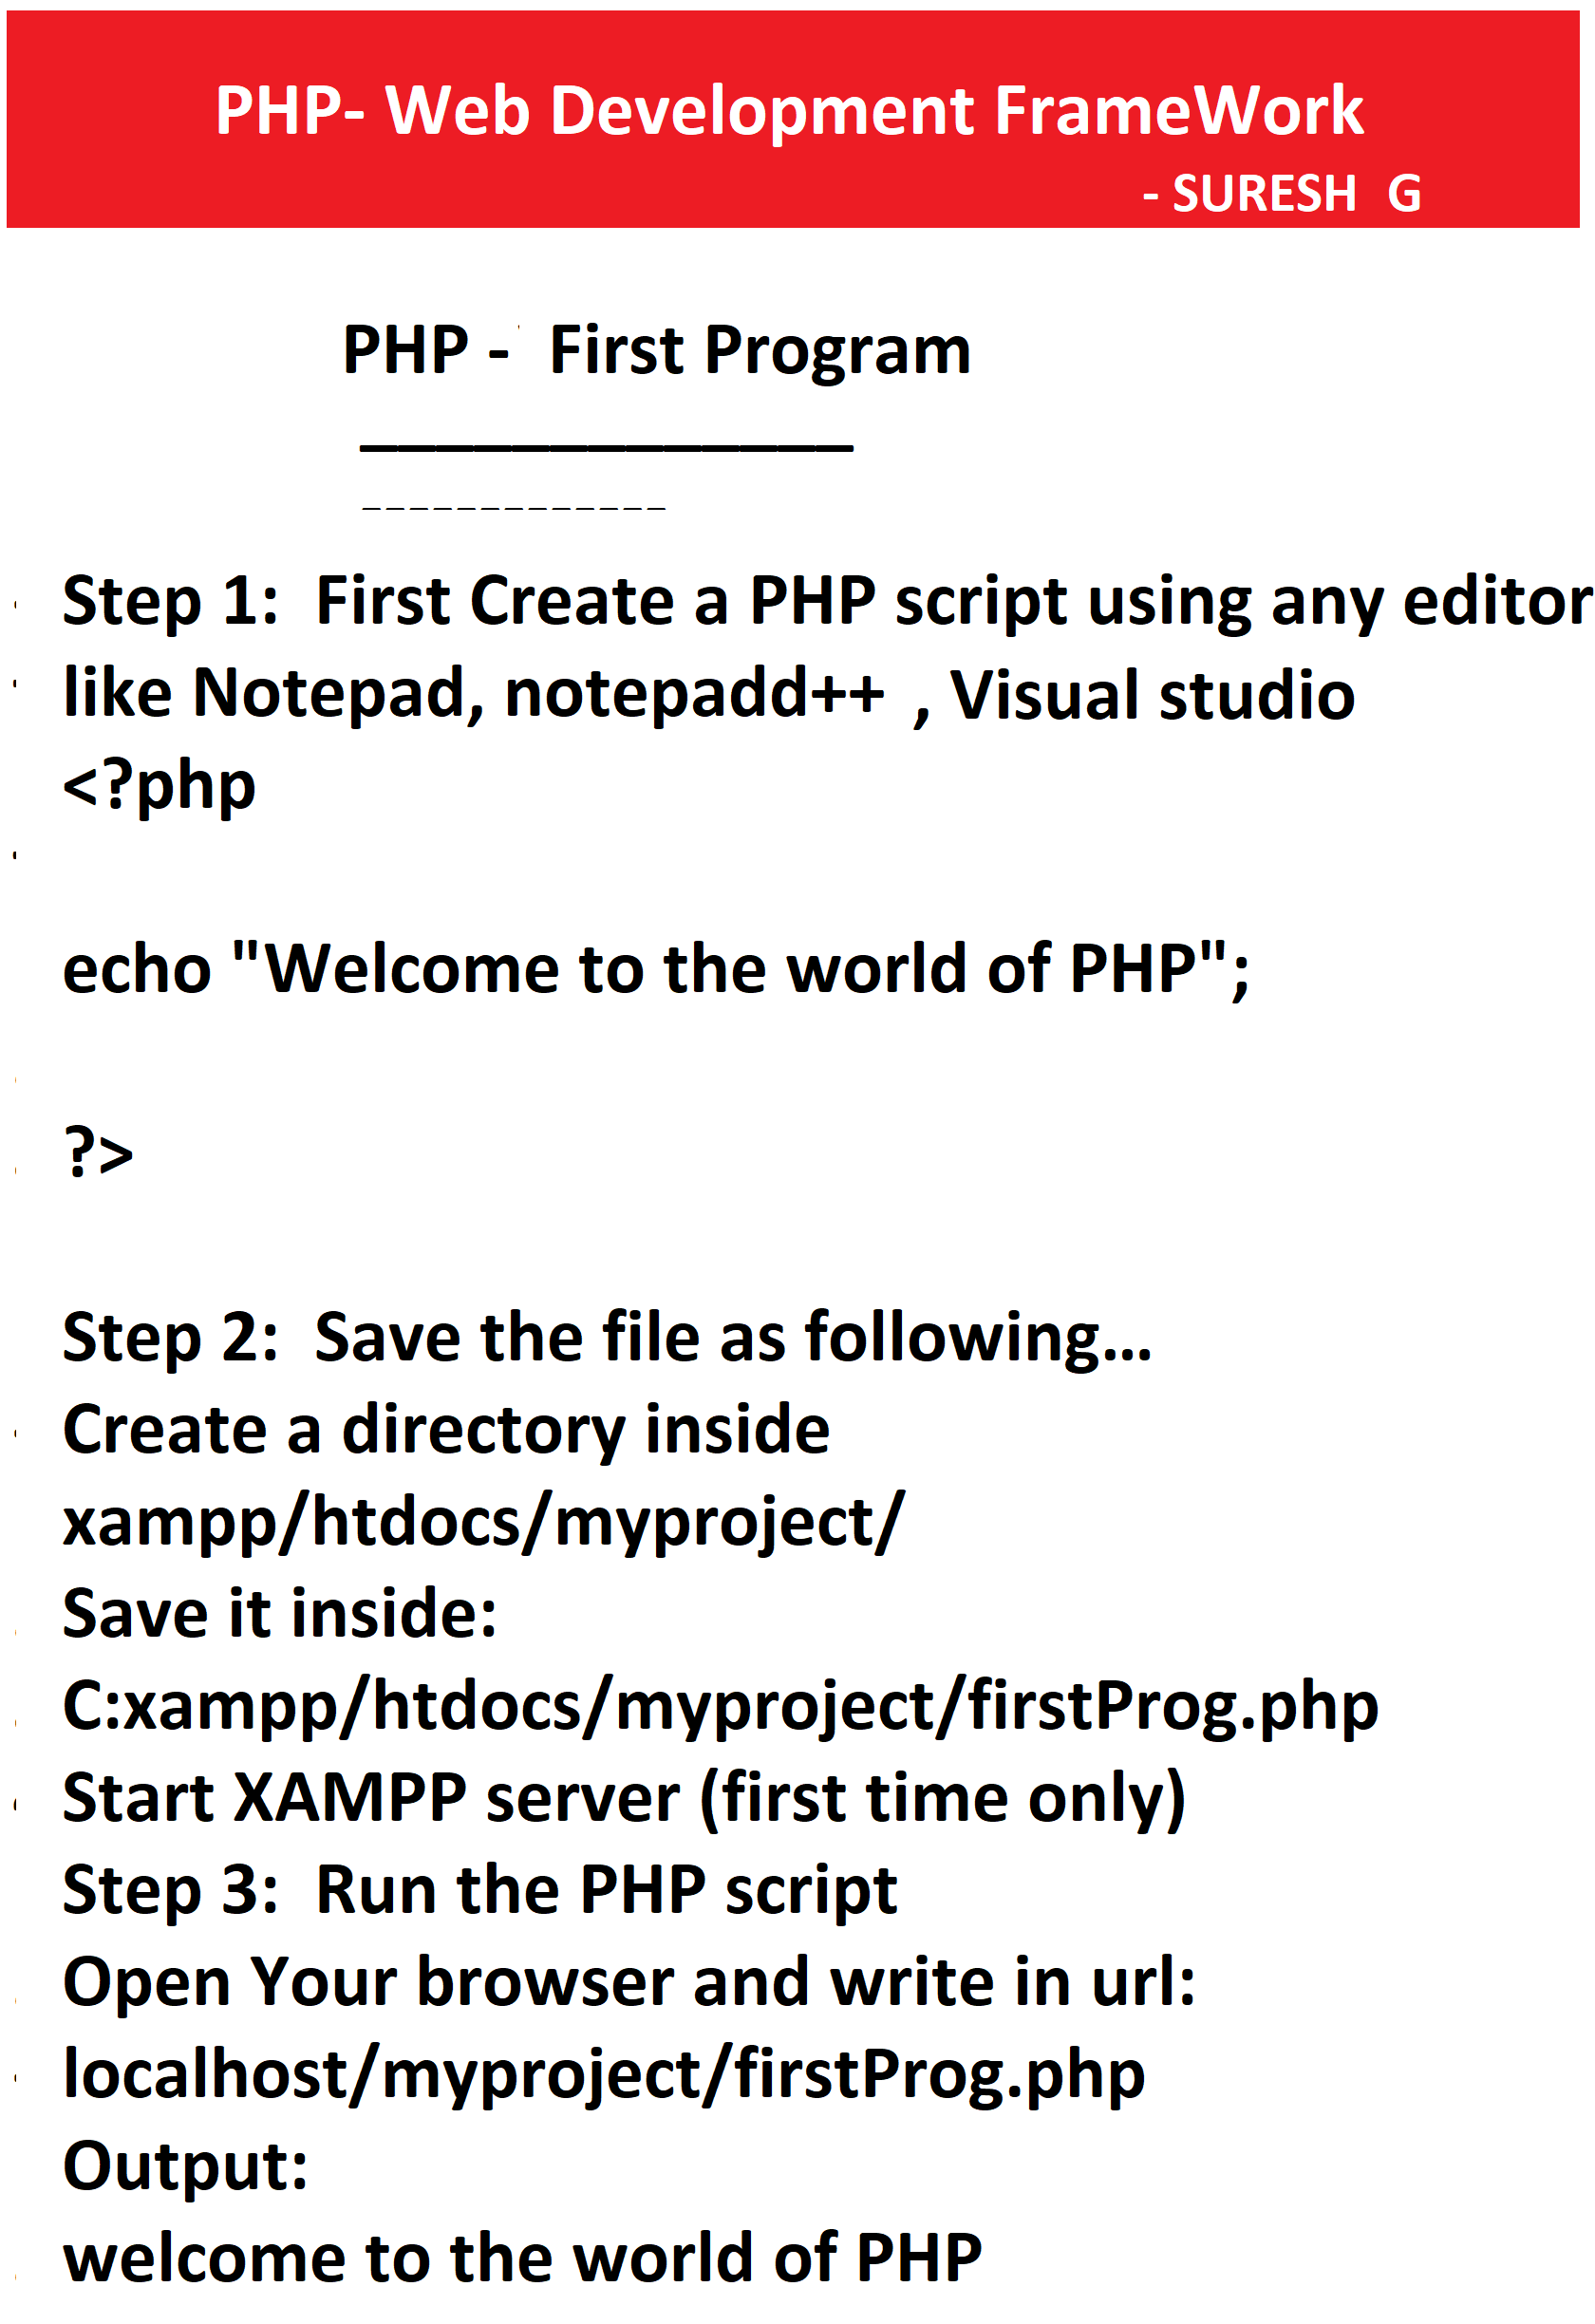 PHP- Web Development FrameWork
- SURESH G
PHP - First Program
_____________
_____________
Step 1: First Create a PHP script using any editor
like Notepad, notepadd++ , Visual studio
<?php
echo "Welcome to the world of PHP";
?>
Step 2: Save the file as following...
Create a directory inside
xampp/htdocs/myproject/
Save it inside:
C:xampp/htdocs/myproject/firstProg.php
Start XAMPP server (first time only)
Step 3: Run the PHP script
Open Your browser and write in url:
localhost/myproject/firstProg.php
Output:
welcome to the world of PHP